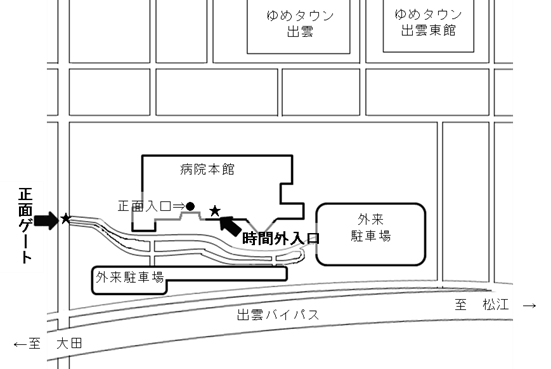 ゆめタウン
出雲
ゆめタウン
出雲東館
病院本館
正面入口⇒●
★
正面ゲート
★
時間外入口
外来
駐車場
外来駐車場
出雲バイパス
至 松江 →
←至 大田